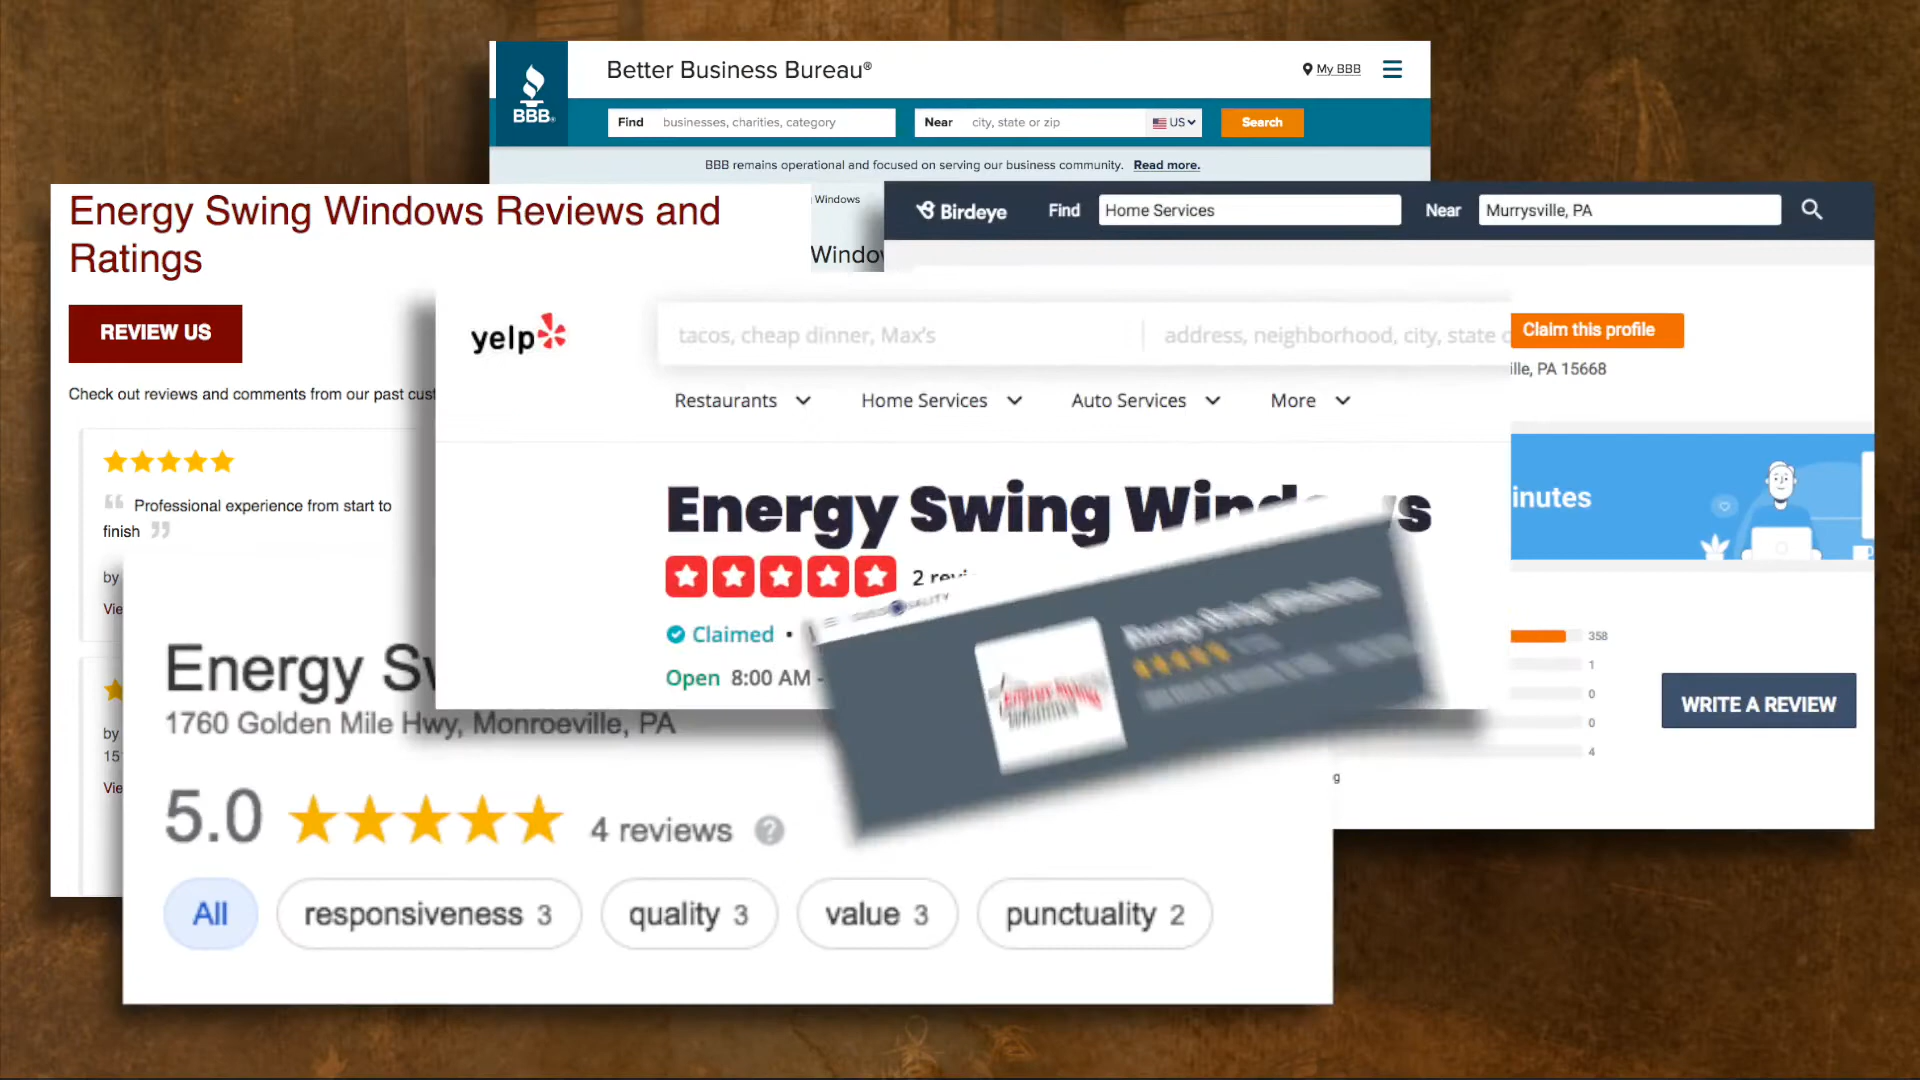 Better Business Bureau®
My BBB
BBB®
Find businesses, charities, category
Near city, state or zip
US
Search
BBB remains operational and focused on serving our business community. Read more.
Windows
Energy Swing Windows Reviews and
Ratings
REVIEW US
Check out reviews and comments from our past
“ Professional experience from start to
finish ”
by
by
15
Birdeye
Find Home Services
Near Murrysville, PA
Claim this profile
PA 15668
358
1
0
0
4
WRITE A REVIEW
yelp
tacos, cheap dinner, Max's
address, neighborhood, city, state
Restaurants
Home Services
Auto Services
More
Energy Swing Windows
2
Claimed •
Open 8:00 AM -
Energy
1760 Golden Mile Hwy, Monroeville, PA
5.0
4 reviews
?
All
responsiveness 3
quality 3
value 3
punctuality 2